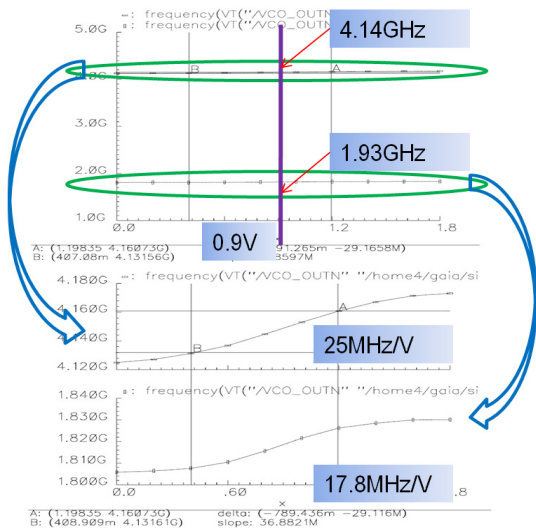 −: frequency(VT("/VCO_OUTN"
▫: frequency(VT("/VCO_OUTN"
5.0G
4.14GHz
B
A
4.0G
3.0G
2.0G
1.93GHz
1.0G
0.9V
1.2
1.8
A: (1.19835 4.16073G)
-29.1658M)
B: (407.08m 4.13156G)
−: frequency(VT("/VCO_OUTN" "/home4/gaia/si
4.180G
4.160G
A
4.140G
B
25MHz/V
4.120G
▫: frequency(VT("/VCO_OUTN" "/home4/gaia/si
1.840G
1.830G
1.820G
1.810G
1.800G
17.8MHz/V
0.0
.60
x
A: (1.19835 4.16073G)
delta: (-789.436m -29.116M)
B: (408.909m 4.13161G)
slope: 36.8821M